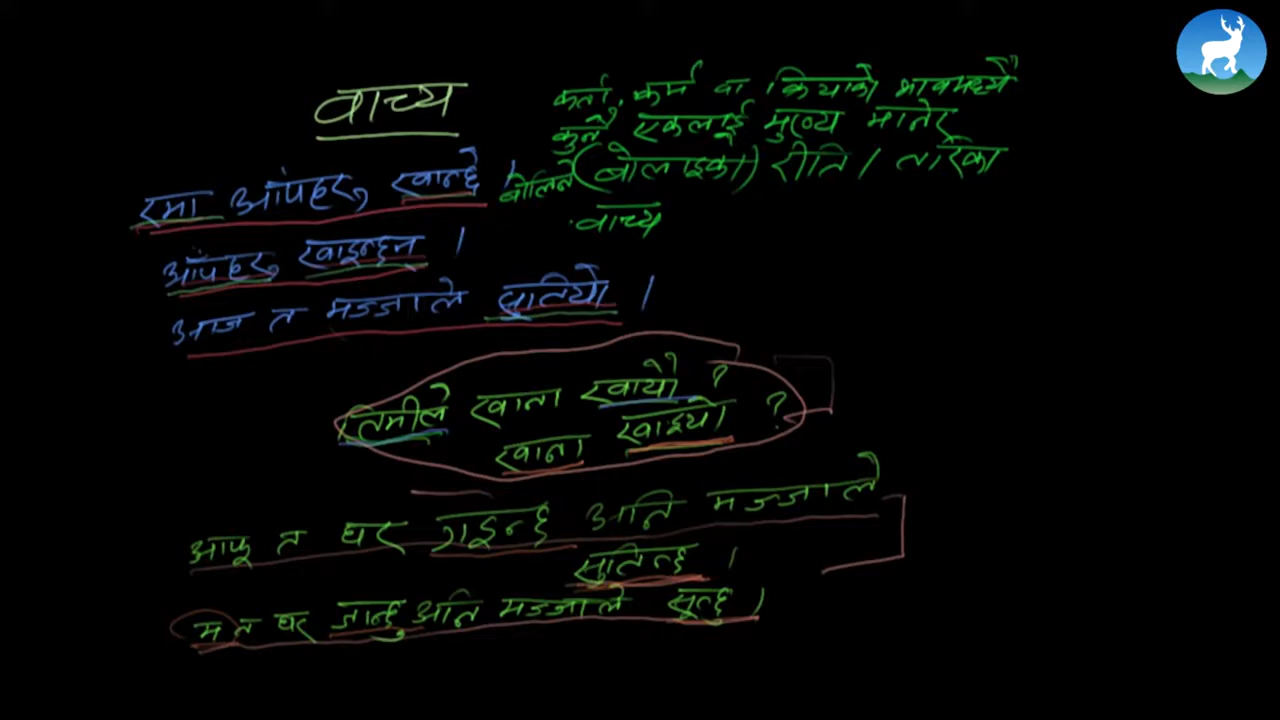 वाच्य
कर्ता, कर्म वा क्रियाको भावमध्यै
कुनै एकलाई मुख्य मानेर
बोलिने (बोलाइका) रीति / तरिका
वाच्य
रमा आँपहरू खान्छे ।
आँपहरू खाइन्छन ।
आज त मज्जाले सुतियो ।
तिमीले खाना खायौ ?
खाना खाइयो ?
आफू त घर गइन्छ अनि मज्जाले
सुतिन्छ ।
म त घर जान्छु अनि मज्जाले सुत्छु ।